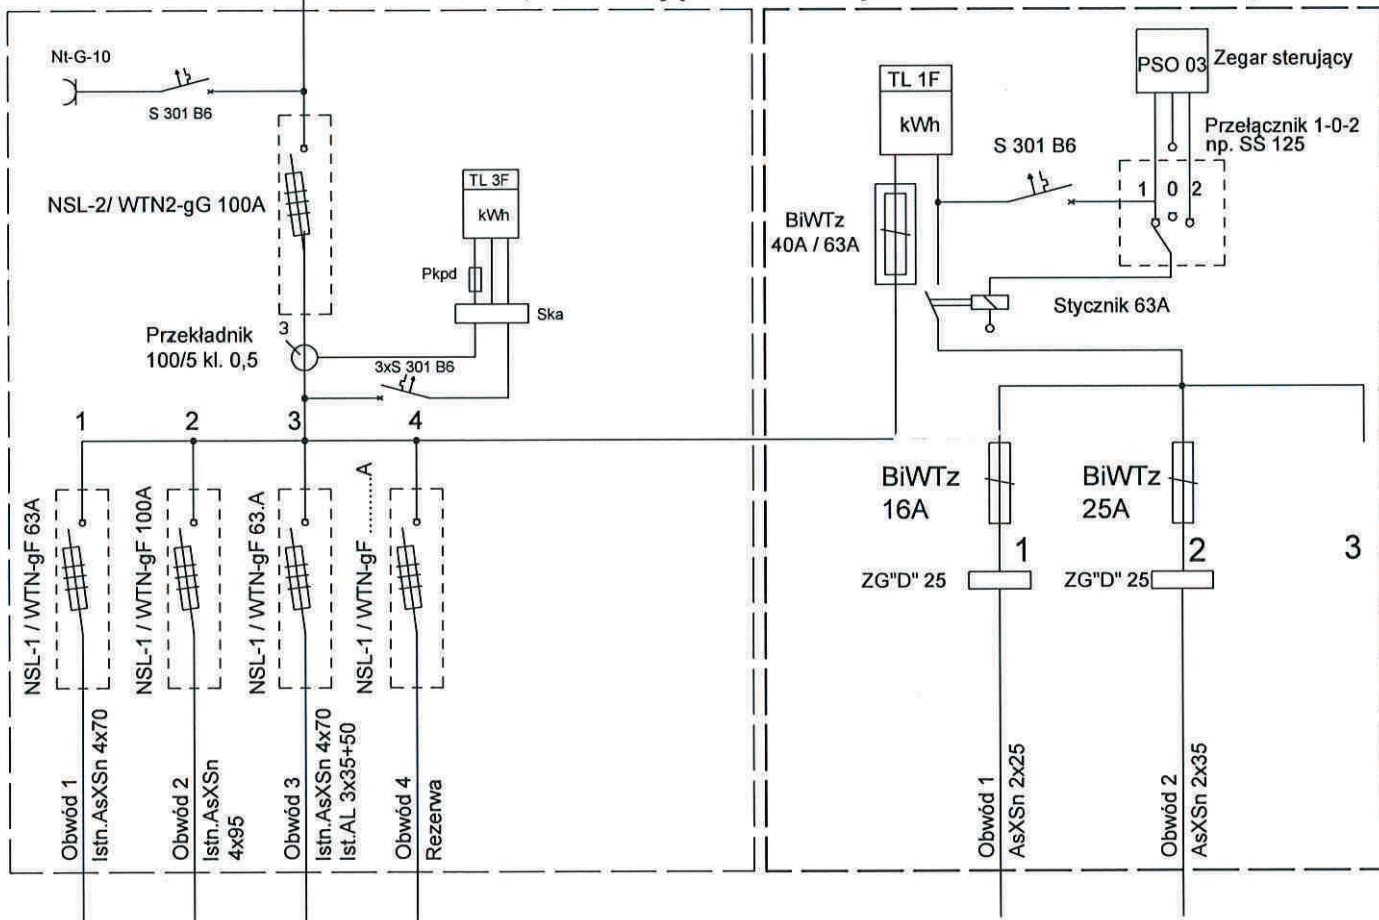 Nt-G-10
S 301 B6
NSL-2/ WTN2-gG 100A
TL 3F
kWh
Pkpd
Ska
Przekładnik
100/5 kl. 0,5
3
3xS 301 B6
1
2
3
4
NSL-1 / WTN-gF 63A
NSL-1 / WTN-gF 100A
NSL-1 / WTN-gF 63.A
NSL-1 / WTN-gF ..........A
Obwód 1
Istn.AsXSn 4x70
Obwód 2
Istn.AsXSn
4x95
Obwód 3
Istn.AsXSn 4x70
Ist.AL 3x35+50
Obwód 4
Rezerwa
TL 1F
kWh
PSO 03
Zegar sterujący
Przełącznik 1-0-2
np. SS 125
S 301 B6
1 0 2
BiWTz
40A / 63A
Stycznik 63A
BiWTz
16A
BiWTz
25A
1
2
3
ZG"D" 25
ZG"D" 25
Obwód 1
AsXSn 2x25
Obwód 2
AsXSn 2x35